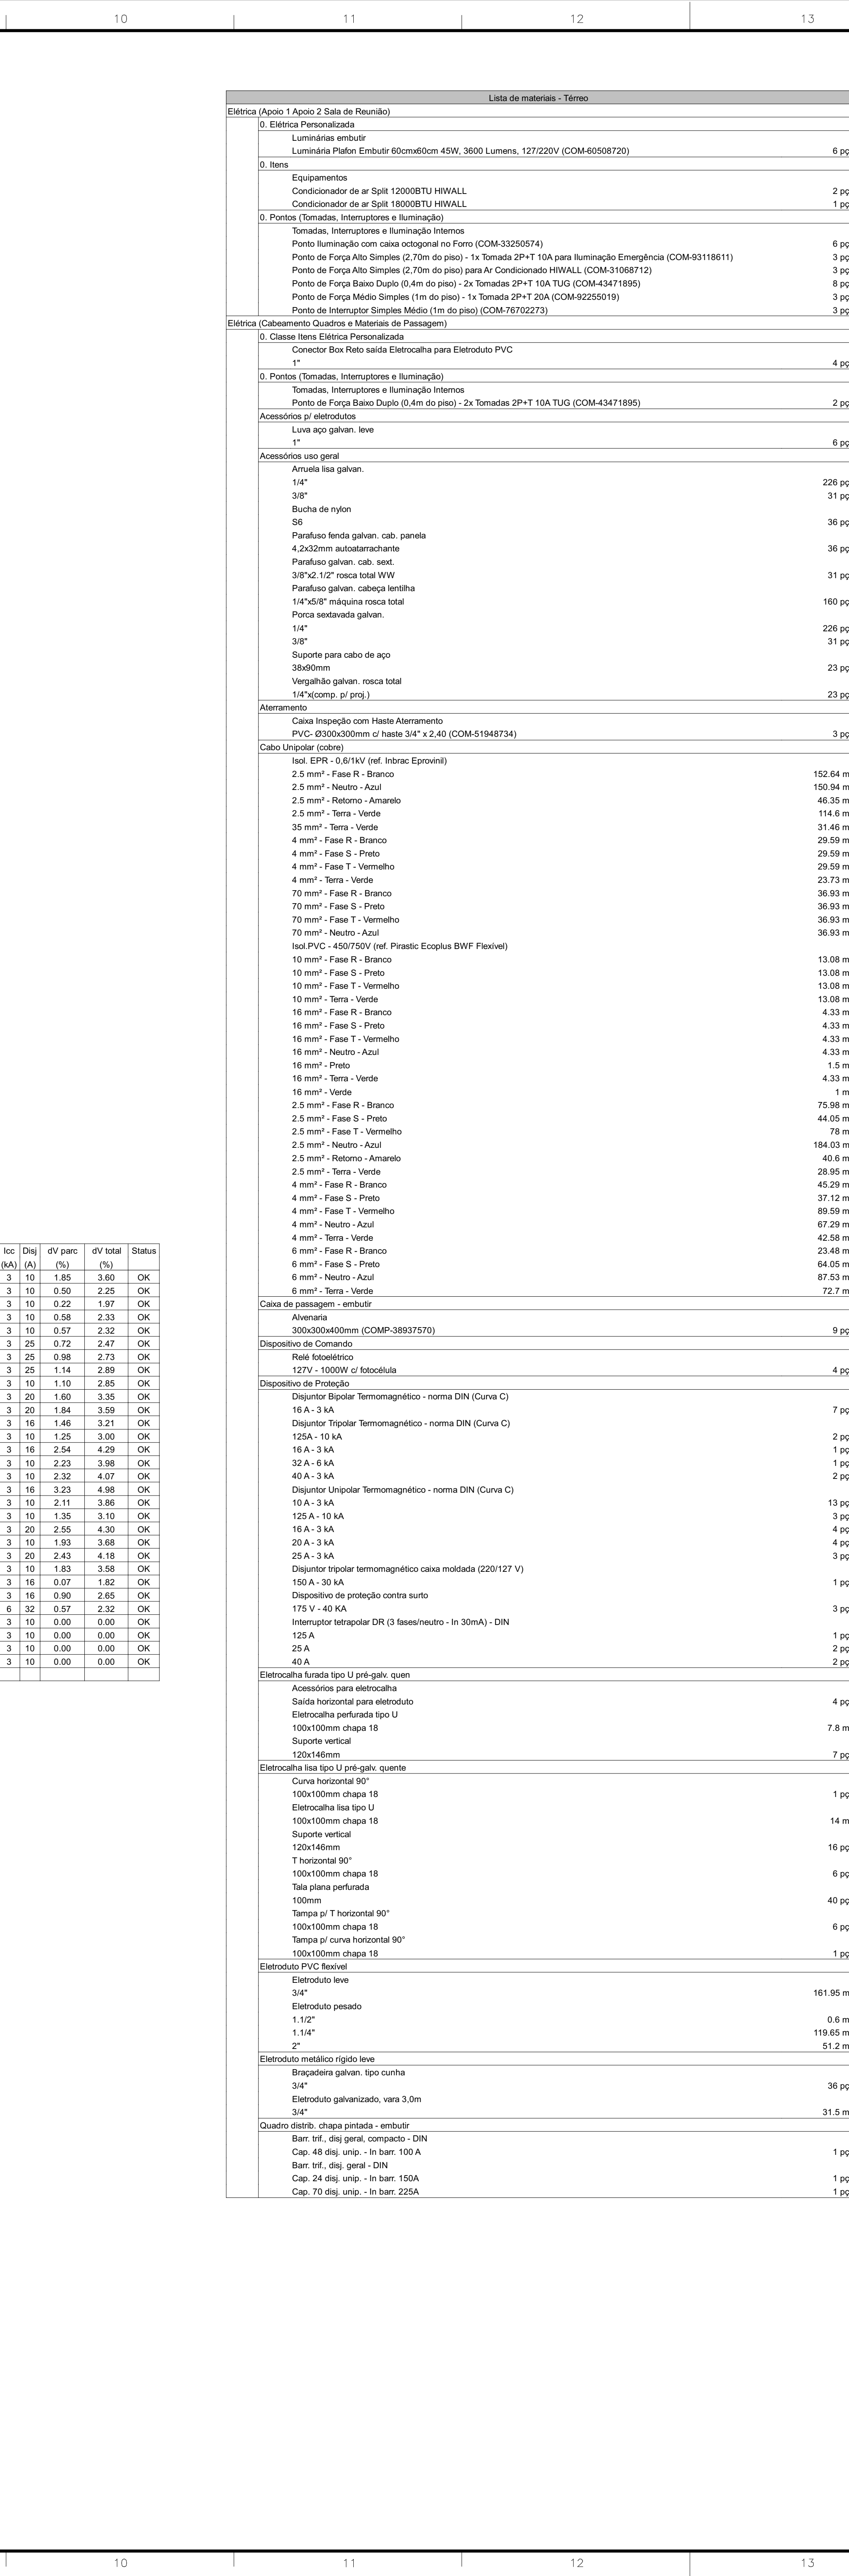 10 11 12 13
Lista de materiais - Térreo
Elétrica (Apoio 1 Apoio 2 Sala de Reunião)
0. Elétrica Personalizada
Luminárias embutir
Luminária Plafon Embutir 60cmx60cm 45W, 3600 Lumens, 127/220V (COM-60508720) 6 pç
0. Itens
Equipamentos
Condicionador de ar Split 12000BTU HIWALL 2 pç
Condicionador de ar Split 18000BTU HIWALL 1 pç
0. Pontos (Tomadas, Interruptores e Iluminação)
Tomadas, Interruptores e Iluminação Internos
Ponto Iluminação com caixa octogonal no Forro (COM-33250574) 6 pç
Ponto de Força Alto Simples (2,70m do piso) - 1x Tomada 2P+T 10A para Iluminação Emergência (COM-93118611) 3 pç
Ponto de Força Alto Simples (2,70m do piso) para Ar Condicionado HIWALL (COM-31068712) 3 pç
Ponto de Força Baixo Duplo (0,4m do piso) - 2x Tomadas 2P+T 10A TUG (COM-43471895) 8 pç
Ponto de Força Médio Simples (1m do piso) - 1x Tomada 2P+T 20A (COM-92255019) 3 pç
Ponto de Interruptor Simples Médio (1m do piso) (COM-76702273) 3 pç
Elétrica (Cabeamento Quadros e Materiais de Passagem)
0. Classe Itens Elétrica Personalizada
Conector Box Reto saída Eletrocalha para Eletroduto PVC
1" 4 pç
0. Pontos (Tomadas, Interruptores e Iluminação)
Tomadas, Interruptores e Iluminação Internos
Ponto de Força Baixo Duplo (0,4m do piso) - 2x Tomadas 2P+T 10A TUG (COM-43471895) 2 pç
Acessórios p/ eletrodutos
Luva aço galvan. leve
1" 6 pç
Acessórios uso geral
Arruela lisa galvan.
1/4" 226 pç
3/8" 31 pç
Bucha de nylon
S6 36 pç
Parafuso fenda galvan. cab. panela
4,2x32mm autoatarrachante 36 pç
Parafuso galvan. cab. sext.
3/8"x2.1/2" rosca total WW 31 pç
Parafuso galvan. cabeça lentilha
1/4"x5/8" máquina rosca total 160 pç
Porca sextavada galvan.
1/4" 226 pç
3/8" 31 pç
Suporte para cabo de aço
38x90mm 23 pç
Vergalhão galvan. rosca total
1/4"x(comp. p/ proj.) 23 pç
Aterramento
Caixa Inspeção com Haste Aterramento
PVC- Ø300x300mm c/ haste 3/4" x 2,40 (COM-51948734) 3 pç
Cabo Unipolar (cobre)
Isol. EPR - 0,6/1kV (ref. Inbrac Eprovinil)
2.5 mm² - Fase R - Branco 152.64 m
2.5 mm² - Neutro - Azul 150.94 m
2.5 mm² - Retorno - Amarelo 46.35 m
2.5 mm² - Terra - Verde 114.6 m
35 mm² - Terra - Verde 31.46 m
4 mm² - Fase R - Branco 29.59 m
4 mm² - Fase S - Preto 29.59 m
4 mm² - Fase T - Vermelho 29.59 m
4 mm² - Terra - Verde 23.73 m
70 mm² - Fase R - Branco 36.93 m
70 mm² - Fase S - Preto 36.93 m
70 mm² - Fase T - Vermelho 36.93 m
70 mm² - Neutro - Azul 36.93 m
Isol.PVC - 450/750V (ref. Pirastic Ecoplus BWF Flexível)
10 mm² - Fase R - Branco 13.08 m
10 mm² - Fase S - Preto 13.08 m
10 mm² - Fase T - Vermelho 13.08 m
10 mm² - Terra - Verde 13.08 m
16 mm² - Fase R - Branco 4.33 m
16 mm² - Fase S - Preto 4.33 m
16 mm² - Fase T - Vermelho 4.33 m
16 mm² - Neutro - Azul 4.33 m
16 mm² - Preto 1.5 m
16 mm² - Terra - Verde 4.33 m
16 mm² - Verde 1 m
2.5 mm² - Fase R - Branco 75.98 m
2.5 mm² - Fase S - Preto 44.05 m
2.5 mm² - Fase T - Vermelho 78 m
2.5 mm² - Neutro - Azul 184.03 m
2.5 mm² - Retorno - Amarelo 40.6 m
2.5 mm² - Terra - Verde 28.95 m
4 mm² - Fase R - Branco 45.29 m
4 mm² - Fase S - Preto 37.12 m
4 mm² - Fase T - Vermelho 89.59 m
4 mm² - Neutro - Azul 67.29 m
4 mm² - Terra - Verde 42.58 m
6 mm² - Fase R - Branco 23.48 m
6 mm² - Fase S - Preto 64.05 m
6 mm² - Neutro - Azul 87.53 m
6 mm² - Terra - Verde 72.7 m
Caixa de passagem - embutir
Alvenaria
300x300x400mm (COMP-38937570) 9 pç
Dispositivo de Comando
Relé fotoelétrico
127V - 1000W c/ fotocélula 4 pç
Dispositivo de Proteção
Disjuntor Bipolar Termomagnético - norma DIN (Curva C)
16 A - 3 kA 7 pç
Disjuntor Tripolar Termomagnético - norma DIN (Curva C)
125A - 10 kA 2 pç
16 A - 3 kA 1 pç
32 A - 6 kA 1 pç
40 A - 3 kA 2 pç
Disjuntor Unipolar Termomagnético - norma DIN (Curva C)
10 A - 3 kA 13 pç
125 A - 10 kA 3 pç
16 A - 3 kA 4 pç
20 A - 3 kA 4 pç
25 A - 3 kA 3 pç
Disjuntor tripolar termomagnético caixa moldada (220/127 V)
150 A - 30 kA 1 pç
Dispositivo de proteção contra surto
175 V - 40 KA 3 pç
Interruptor tetrapolar DR (3 fases/neutro - In 30mA) - DIN
125 A 1 pç
25 A 2 pç
40 A 2 pç
Eletrocalha furada tipo U pré-galv. quen
Acessórios para eletrocalha
Saída horizontal para eletroduto 4 pç
Eletrocalha perfurada tipo U
100x100mm chapa 18 7.8 m
Suporte vertical
120x146mm 7 pç
Eletrocalha lisa tipo U pré-galv. quente
Curva horizontal 90°
100x100mm chapa 18 1 pç
Eletrocalha lisa tipo U
100x100mm chapa 18 14 m
Suporte vertical
120x146mm 16 pç
T horizontal 90°
100x100mm chapa 18 6 pç
Tala plana perfurada
100mm 40 pç
Tampa p/ T horizontal 90°
100x100mm chapa 18 6 pç
Tampa p/ curva horizontal 90°
100x100mm chapa 18 1 pç
Eletroduto PVC flexível
Eletroduto leve
3/4" 161.95 m
Eletroduto pesado
1.1/2" 0.6 m
1.1/4" 119.65 m
2" 51.2 m
Eletroduto metálico rígido leve
Braçadeira galvan. tipo cunha
3/4" 36 pç
Eletroduto galvanizado, vara 3,0m
3/4" 31.5 m
Quadro distrib. chapa pintada - embutir
Barr. trif., disj geral, compacto - DIN
Cap. 48 disj. unip. - In barr. 100 A 1 pç
Barr. trif., disj. geral - DIN
Cap. 24 disj. unip. - In barr. 150A 1 pç
Cap. 70 disj. unip. - In barr. 225A 1 pç
Icc Disj dV parc dV total Status
(kA) (A) (%) (%)
3 10 1.85 3.60 OK
3 10 0.50 2.25 OK
3 10 0.22 1.97 OK
3 10 0.58 2.33 OK
3 10 0.57 2.32 OK
3 25 0.72 2.47 OK
3 25 0.98 2.73 OK
3 25 1.14 2.89 OK
3 10 1.10 2.85 OK
3 20 1.60 3.35 OK
3 20 1.84 3.59 OK
3 16 1.46 3.21 OK
3 10 1.25 3.00 OK
3 16 2.54 4.29 OK
3 10 2.23 3.98 OK
3 10 2.32 4.07 OK
3 16 3.23 4.98 OK
3 10 2.11 3.86 OK
3 10 1.35 3.10 OK
3 20 2.55 4.30 OK
3 10 1.93 3.68 OK
3 20 2.43 4.18 OK
3 10 1.83 3.58 OK
3 16 0.07 1.82 OK
3 16 0.90 2.65 OK
6 32 0.57 2.32 OK
3 10 0.00 0.00 OK
3 10 0.00 0.00 OK
3 10 0.00 0.00 OK
3 10 0.00 0.00 OK
10 11 12 13